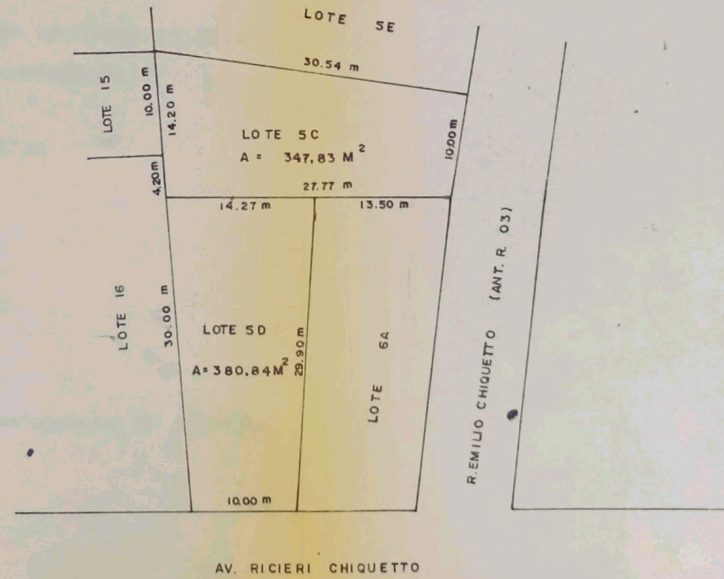 LOTE 5E
30.54 m
LOTE 15
10.00 m
14.20 m
LOTE 5C
A = 347,83 M²
10.00 m
4.20 m
27.77 m
14.27 m
13.50 m
LOTE 16
30.00 m
LOTE 5D
A= 380,84M²
29.90 m
LOTE 6A
R. EMILIO CHIQUETTO (ANT. R. 03)
10.00 m
AV. RICIERI CHIQUETTO